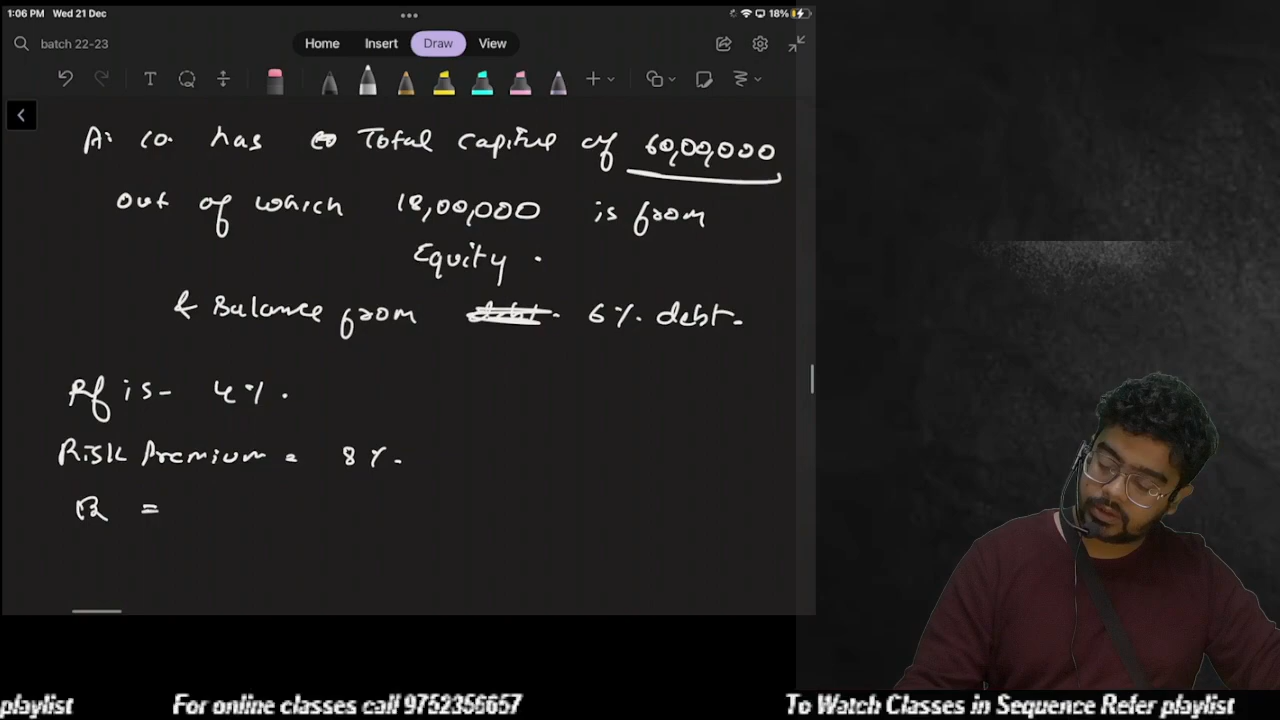 1:06 PM Wed 21 Dec
18%
batch 22-23
Home Insert Draw View
A: co. has Total capital of 60,00,000
out of which 18,00,000 is from
Equity.
& Balance from debt. 6%. debt.
Rf is - 4%.
Risk Premium = 8%.
B =
playlist For online classes call 9752356657 To Watch Classes in Sequence Refer playlist